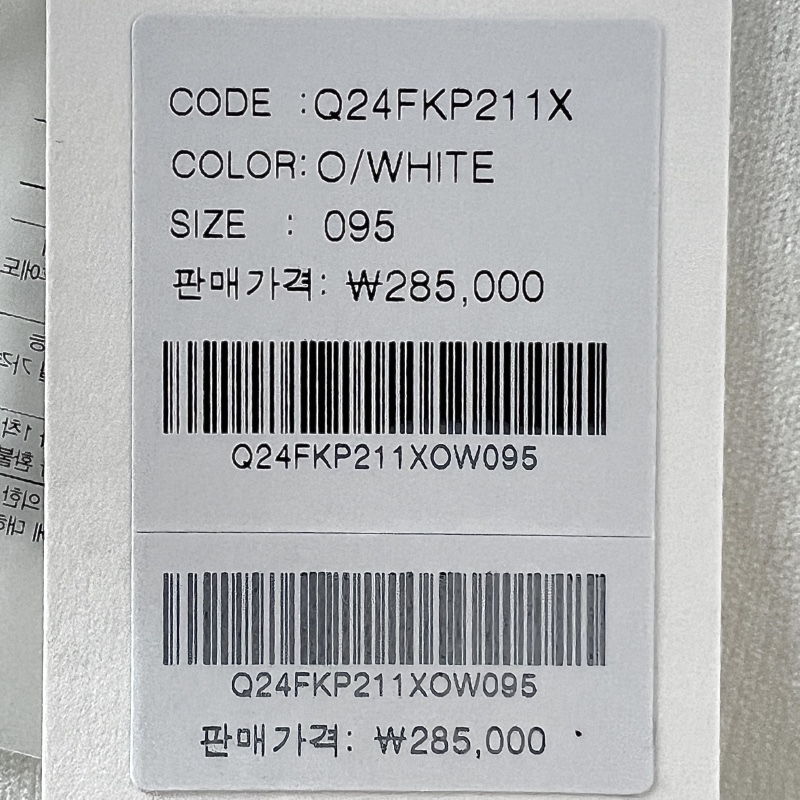 CODE :Q24FKP211X
COLOR:O/WHITE
SIZE : 095
판매가격: ₩285,000
Q24FKP211XOW095
Q24FKP211XOW095
판매가격: ₩285,000